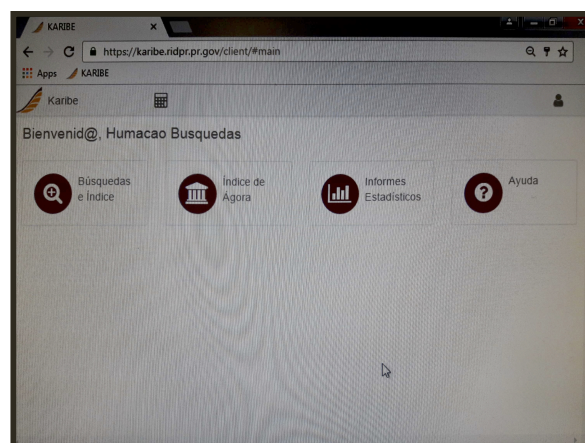 KARIBE
https://karibe.ridpr.pr.gov/client/#main
Apps KARIBE
Karibe
Bienvenid@, Humacao Busquedas
Búsquedas
e Índice
Índice de
Ágora
Informes
Estadísticos
Ayuda